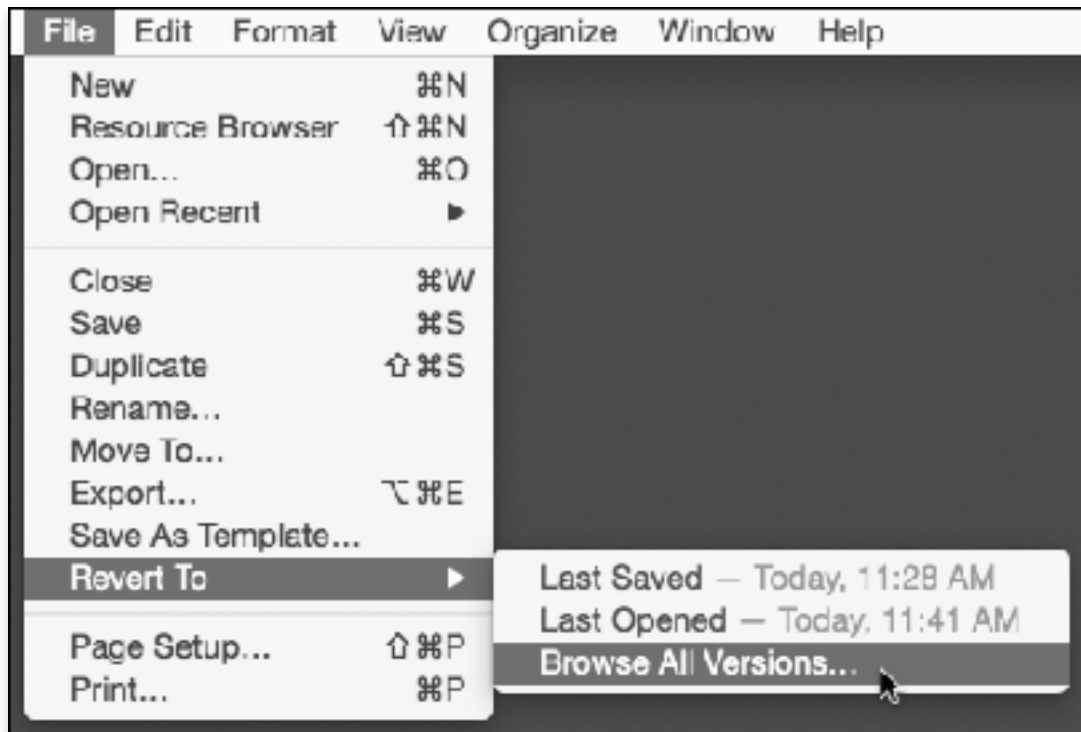 File Edit Format View Organize Window Help
New ⌘N
Resource Browser ⇧⌘N
Open... ⌘O
Open Recent ▶
Close ⌘W
Save ⌘S
Duplicate ⇧⌘S
Rename...
Move To...
Export... ⌥⌘E
Save As Template...
Revert To ▶
Last Saved — Today, 11:28 AM
Last Opened — Today, 11:41 AM
Browse All Versions...
Page Setup... ⇧⌘P
Print... ⌘P